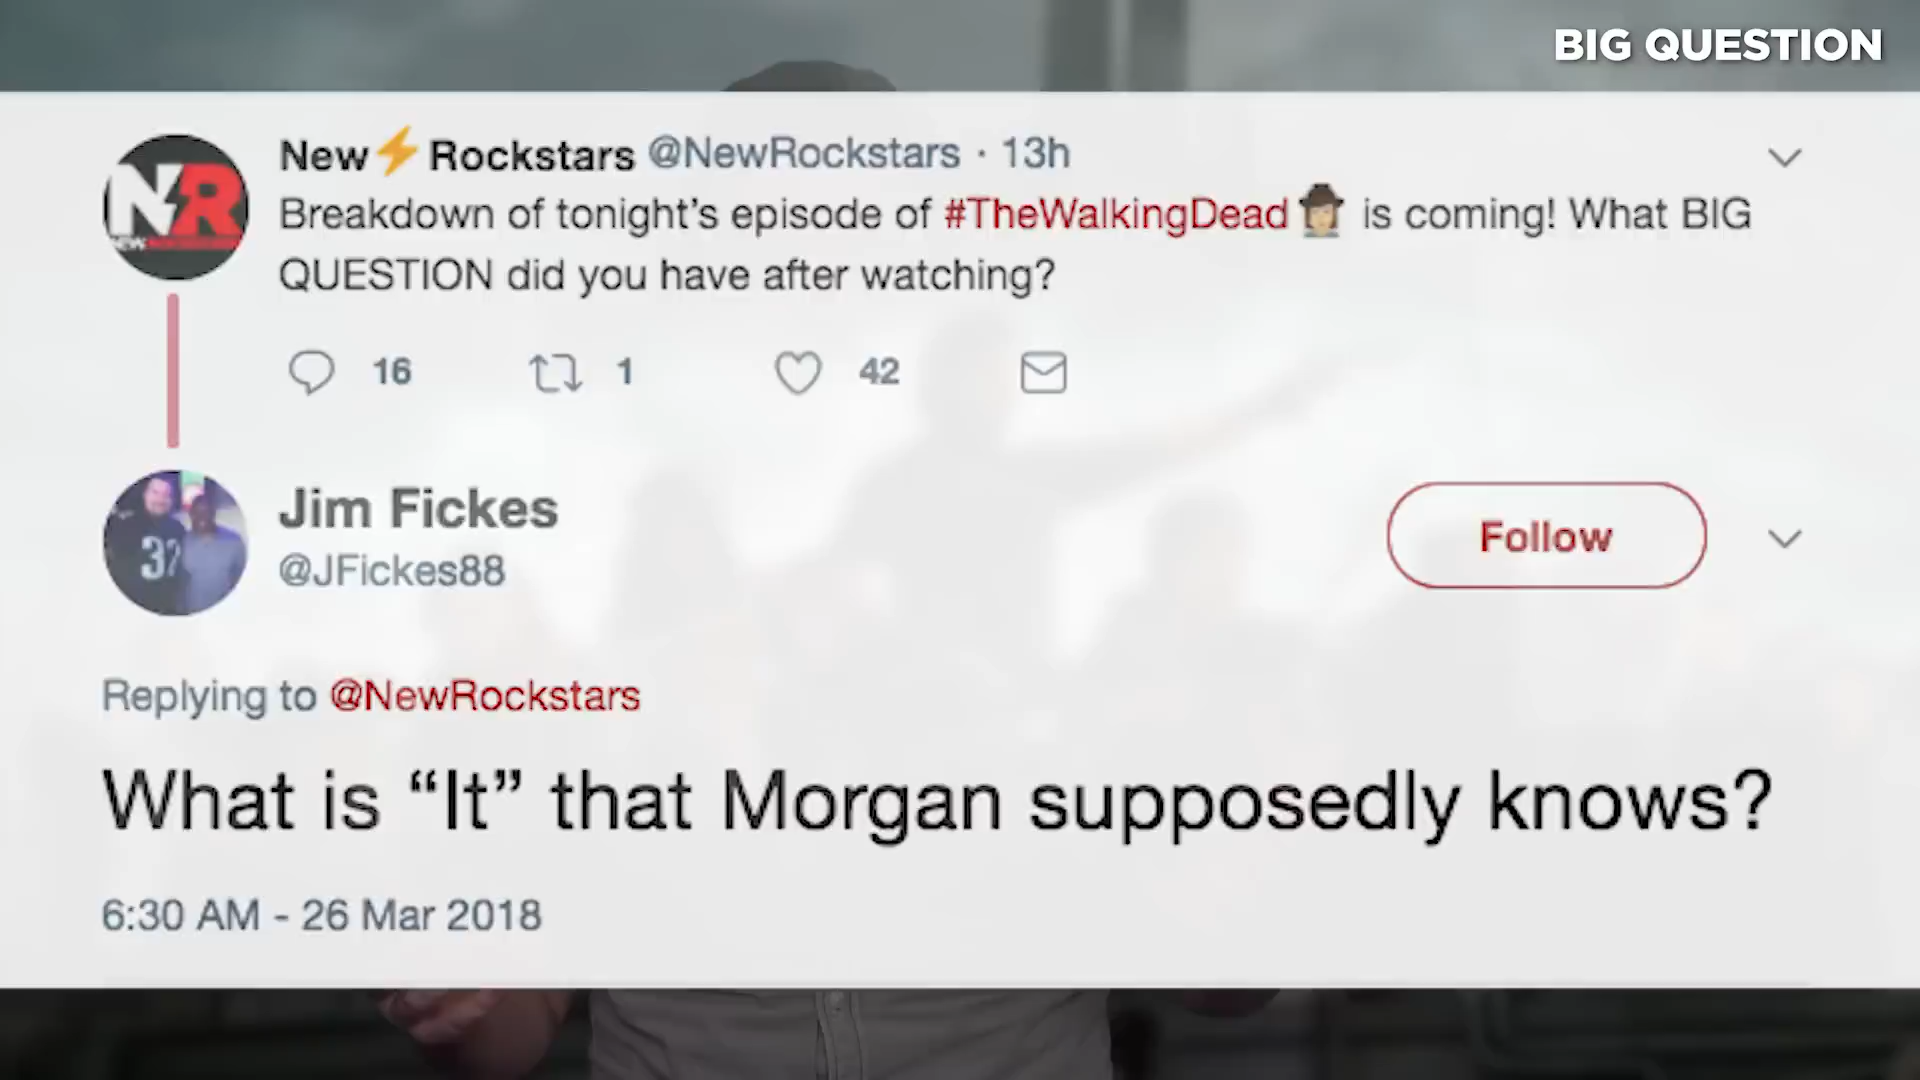 BIG QUESTION
New⚡Rockstars @NewRockstars · 13h
Breakdown of tonight's episode of #TheWalkingDead is coming! What BIG
QUESTION did you have after watching?
16 1 42
NR
Jim Fickes
@JFickes88
Follow
32
Replying to @NewRockstars
What is “It” that Morgan supposedly knows?
6:30 AM - 26 Mar 2018